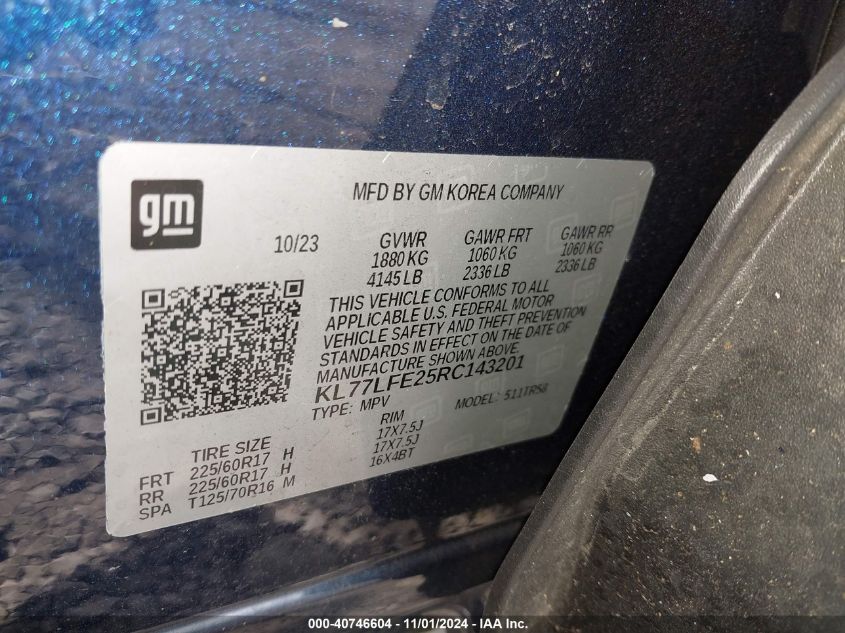 gm
MFD BY GM KOREA COMPANY
10/23 GVWR GAWR FRT GAWR RR
1880 KG 1060 KG 1060 KG
4145 LB 2336 LB 2336 LB
THIS VEHICLE CONFORMS TO ALL
APPLICABLE U.S. FEDERAL MOTOR
VEHICLE SAFETY AND THEFT PREVENTION
STANDARDS IN EFFECT ON THE DATE OF
MANUFACTURE SHOWN ABOVE.
KL77LFE25RC143201
TYPE: MPV MODEL: 511TR58
TIRE SIZE RIM
FRT 225/60R17 H 17X7.5J
RR 225/60R17 H 17X7.5J
SPA T125/70R16 M 16X4BT
000-40746604 - 11/01/2024 - IAA Inc.